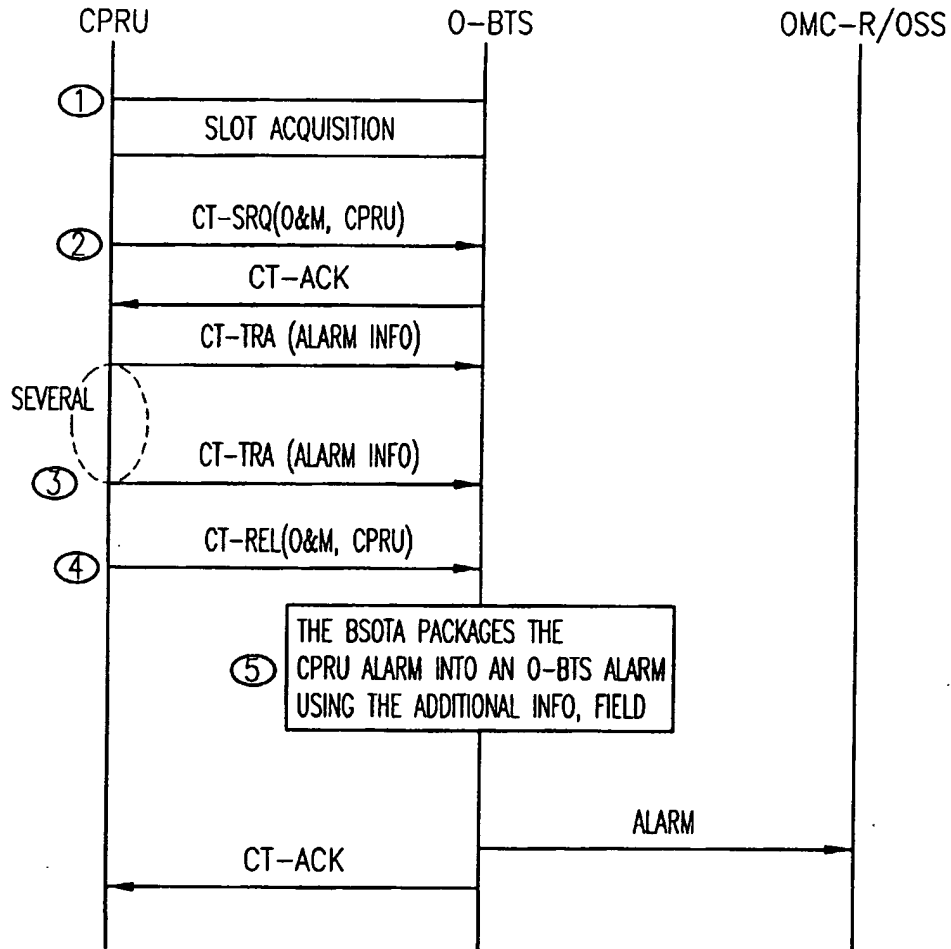 CPRU O-BTS OMC-R/OSS
①
SLOT ACQUISITION
CT-SRQ(O&M, CPRU)
②
CT-ACK
CT-TRA (ALARM INFO)
SEVERAL
CT-TRA (ALARM INFO)
③
CT-REL(O&M, CPRU)
④
THE BSOTA PACKAGES THE
⑤ CPRU ALARM INTO AN O-BTS ALARM
USING THE ADDITIONAL INFO, FIELD
ALARM
CT-ACK